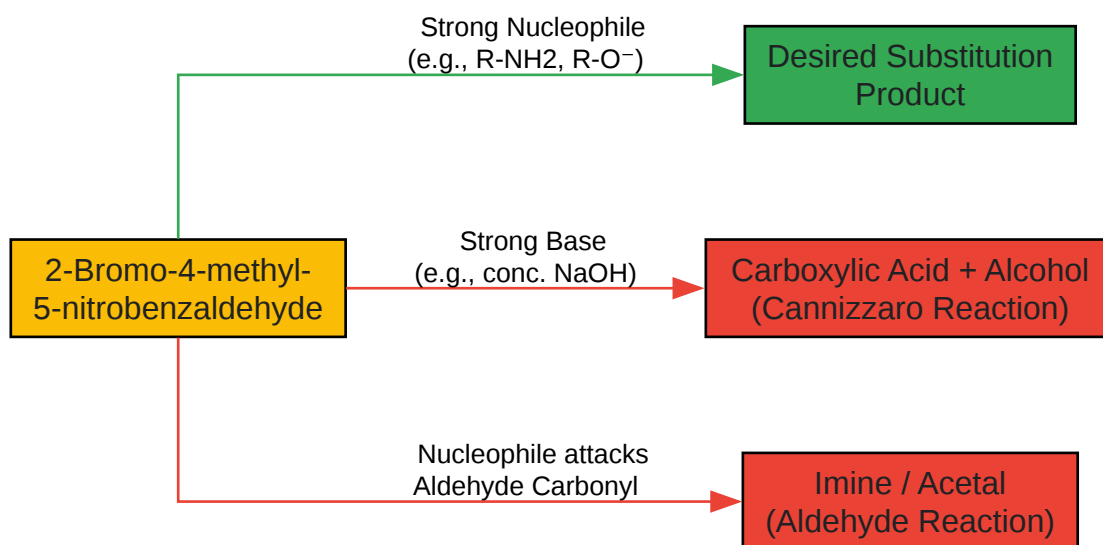 Strong Nucleophile
(e.g., R-NH2, R-O⁻)
Desired Substitution
Product
2-Bromo-4-methyl-
5-nitrobenzaldehyde
Strong Base
(e.g., conc. NaOH)
Carboxylic Acid + Alcohol
(Cannizzaro Reaction)
Nucleophile attacks
Aldehyde Carbonyl
Imine / Acetal
(Aldehyde Reaction)